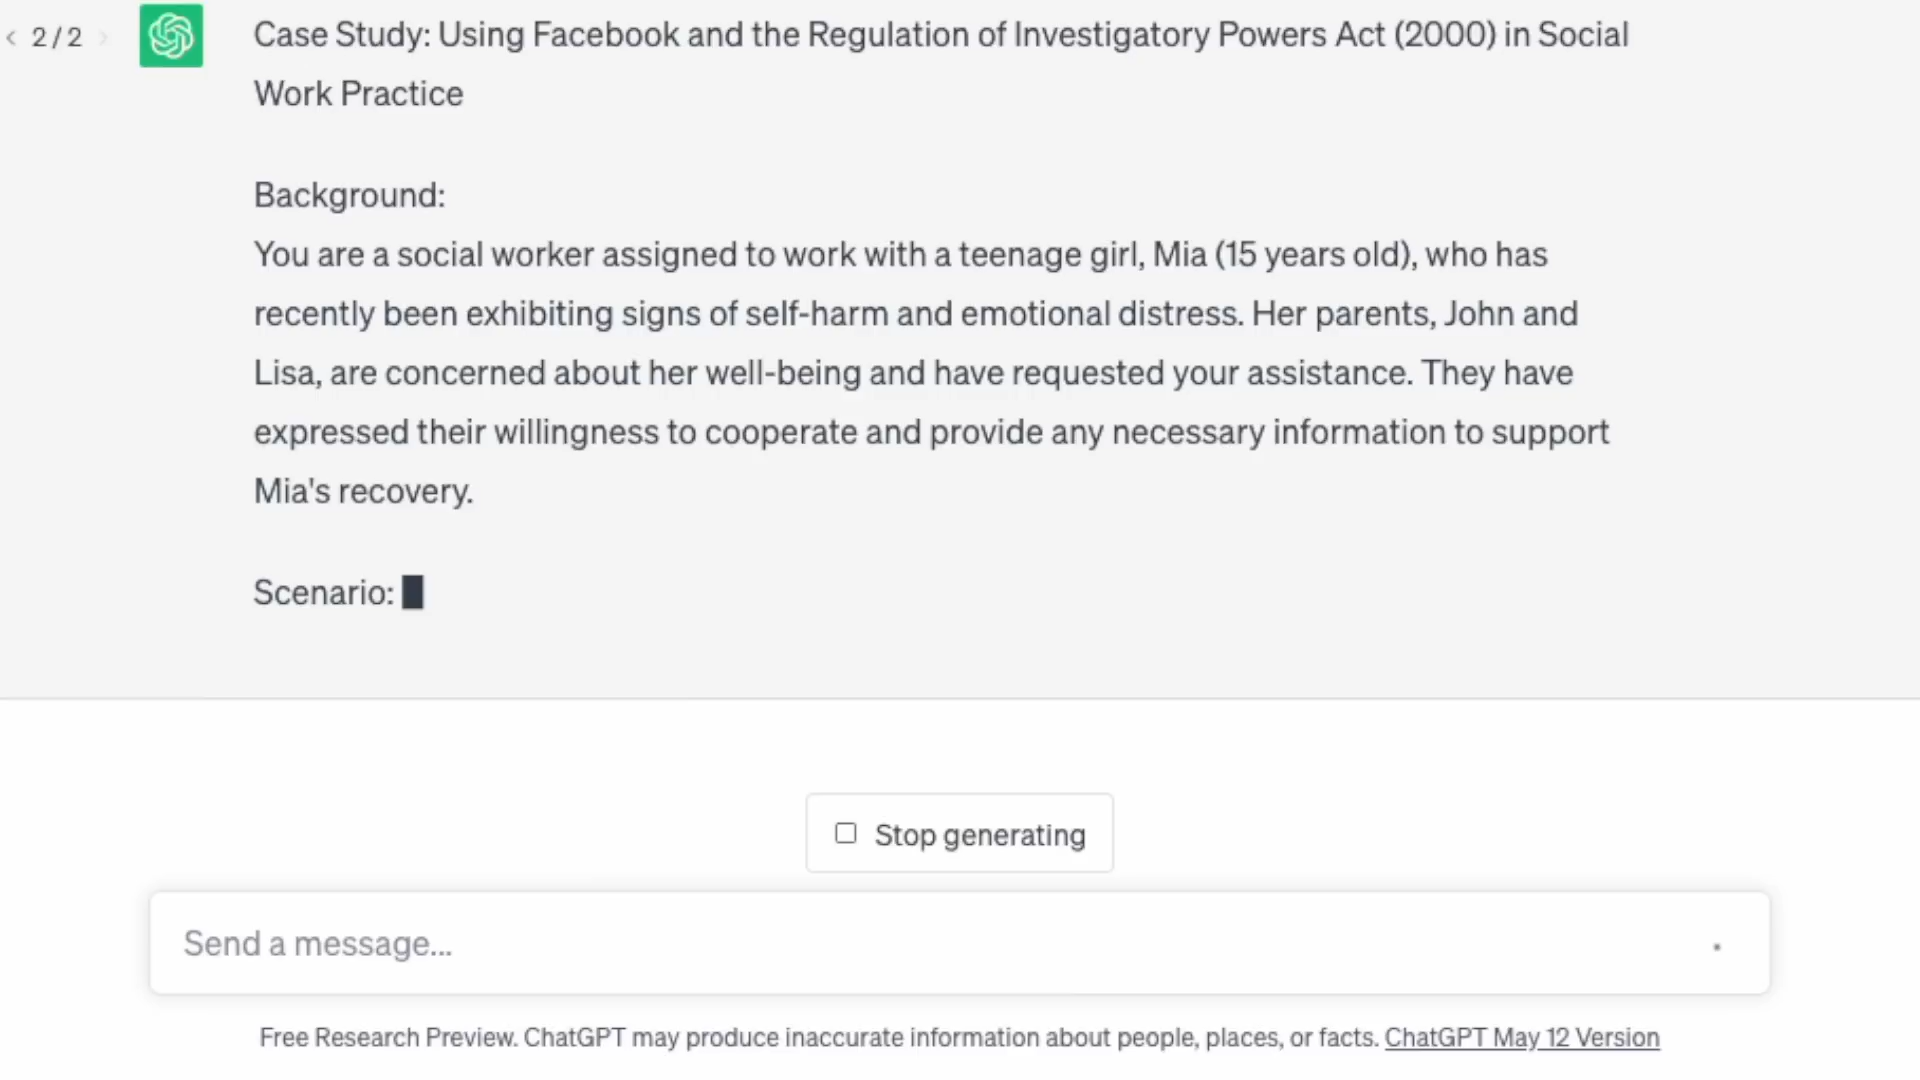 < 2 / 2 >
Case Study: Using Facebook and the Regulation of Investigatory Powers Act (2000) in Social
Work Practice
Background:
You are a social worker assigned to work with a teenage girl, Mia (15 years old), who has
recently been exhibiting signs of self-harm and emotional distress. Her parents, John and
Lisa, are concerned about her well-being and have requested your assistance. They have
expressed their willingness to cooperate and provide any necessary information to support
Mia's recovery.
Scenario:
Stop generating
Send a message...
Free Research Preview. ChatGPT may produce inaccurate information about people, places, or facts. ChatGPT May 12 Version